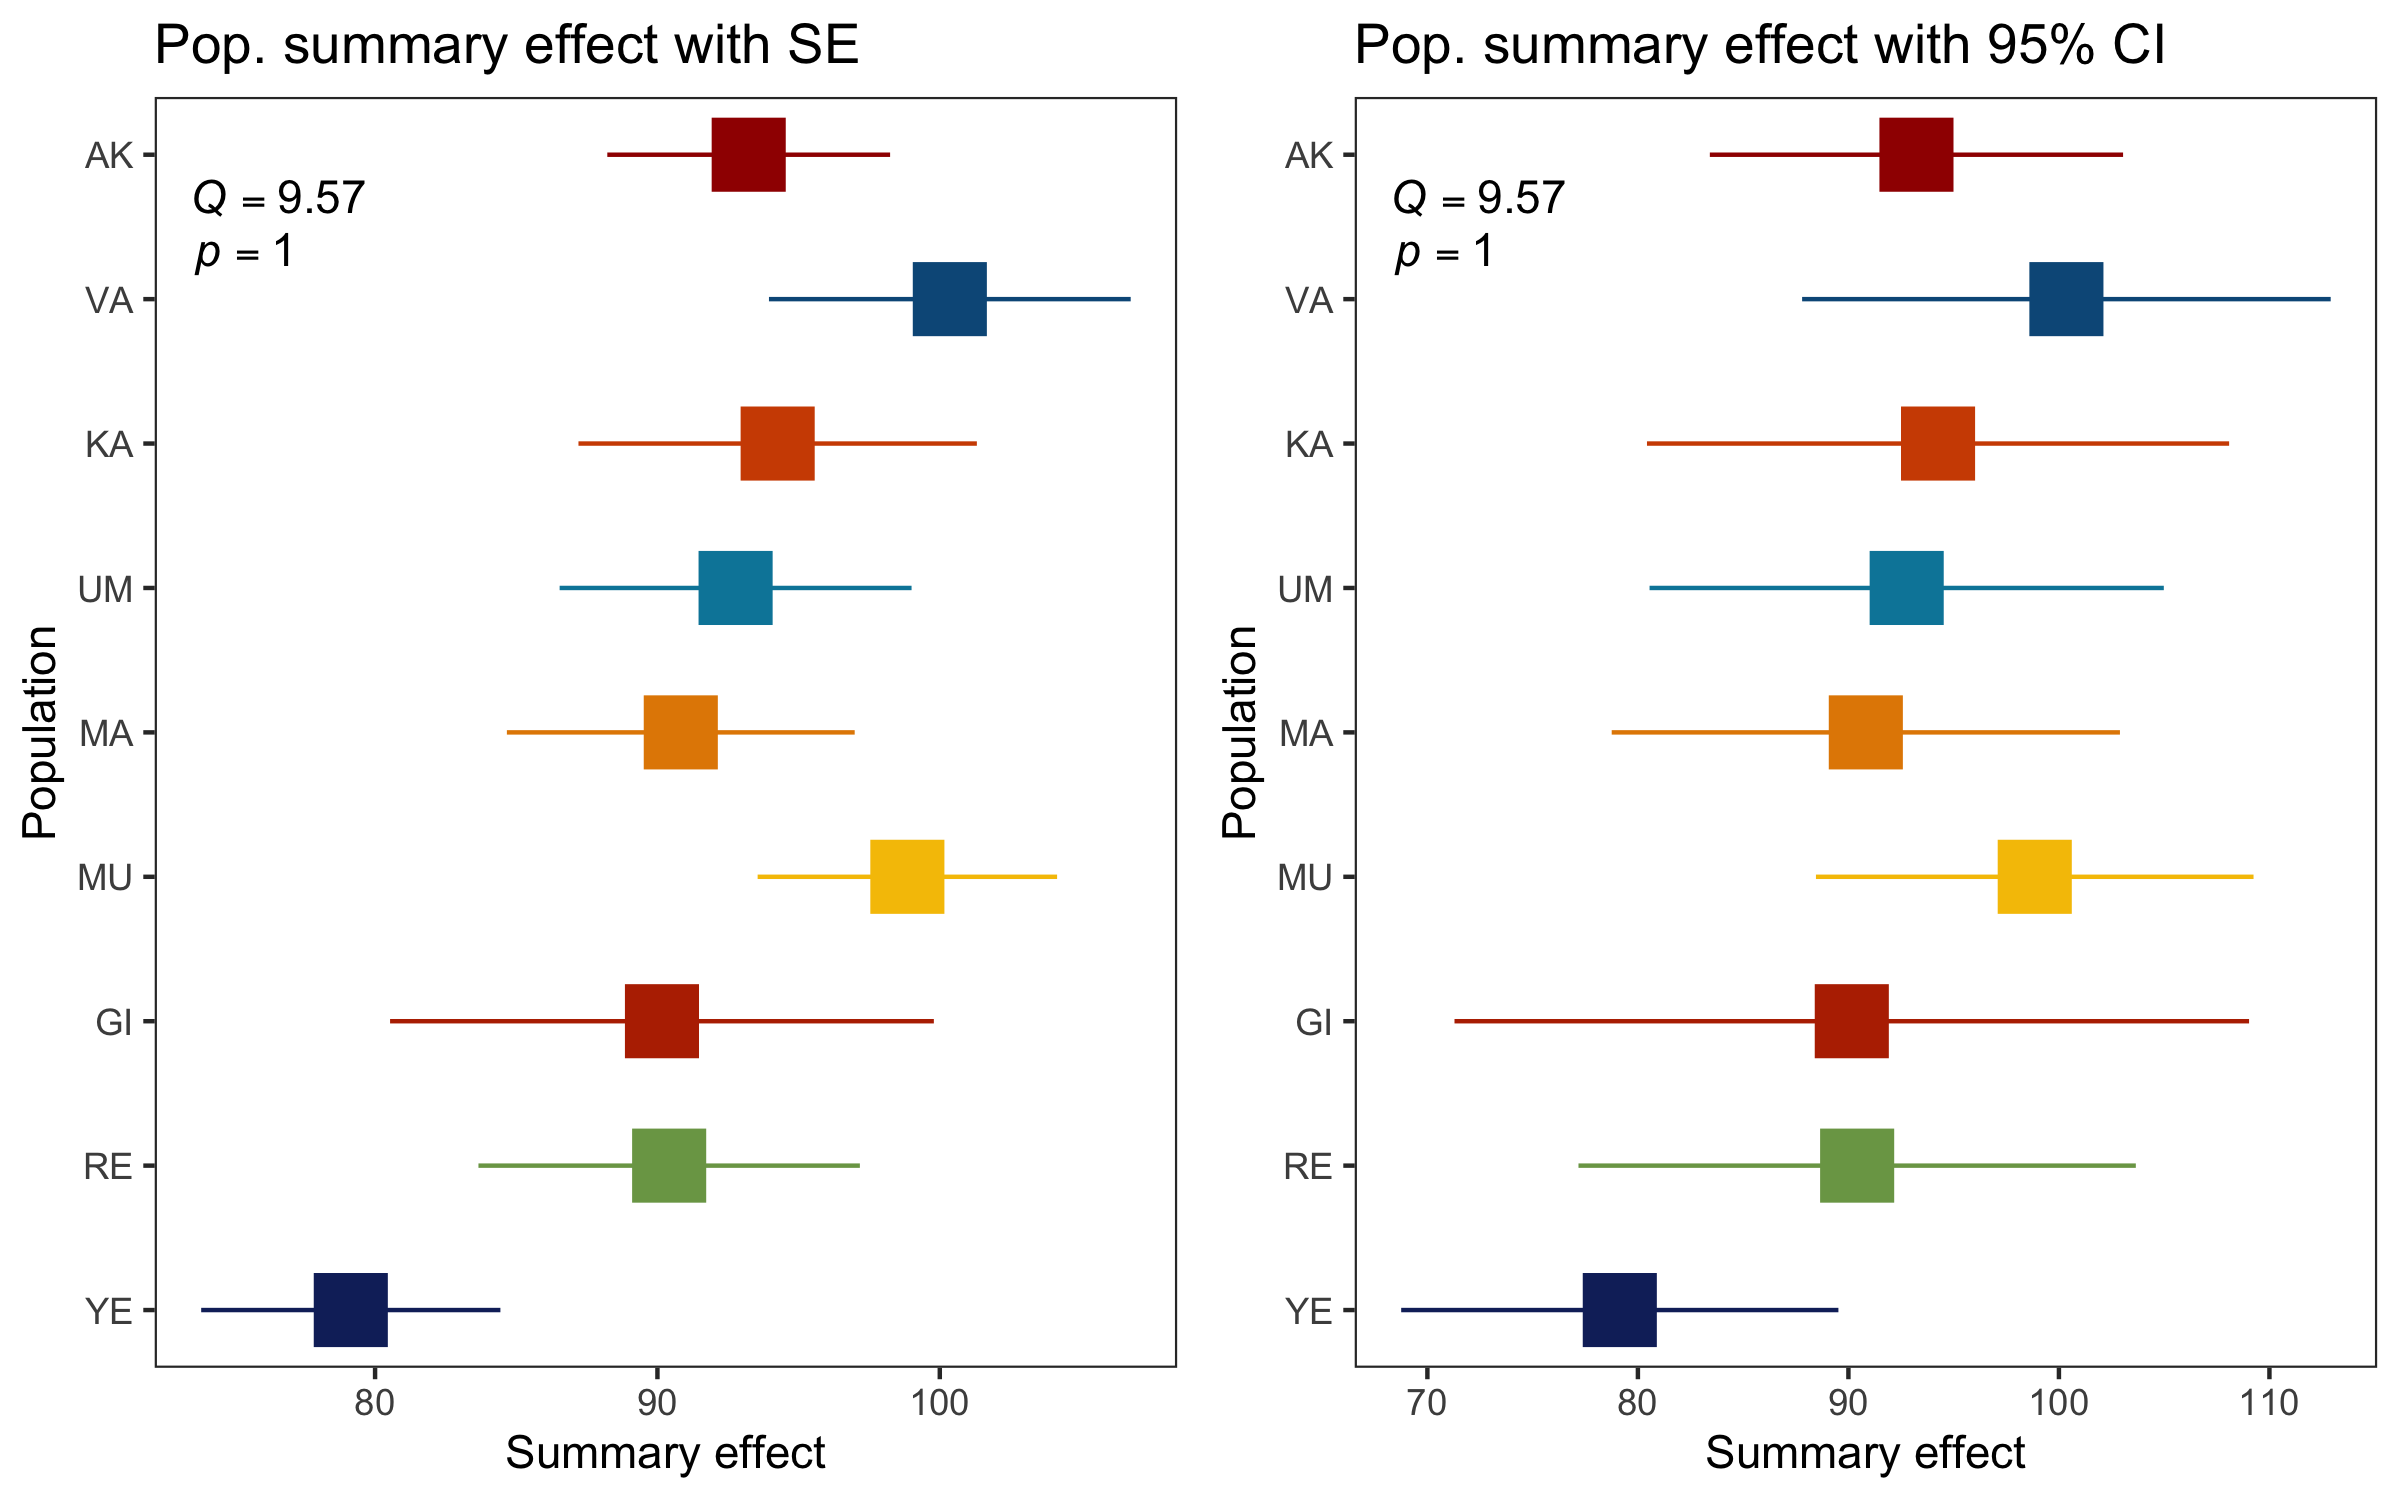 Pop. summary effect with SE
AK
VA
KA
UM
MA
MU
GI
RE
YE
Population
Q = 9.57
p = 1
80 90 100
Summary effect
Pop. summary effect with 95% CI
AK
VA
KA
UM
MA
MU
GI
RE
YE
Population
Q = 9.57
p = 1
70 80 90 100 110
Summary effect